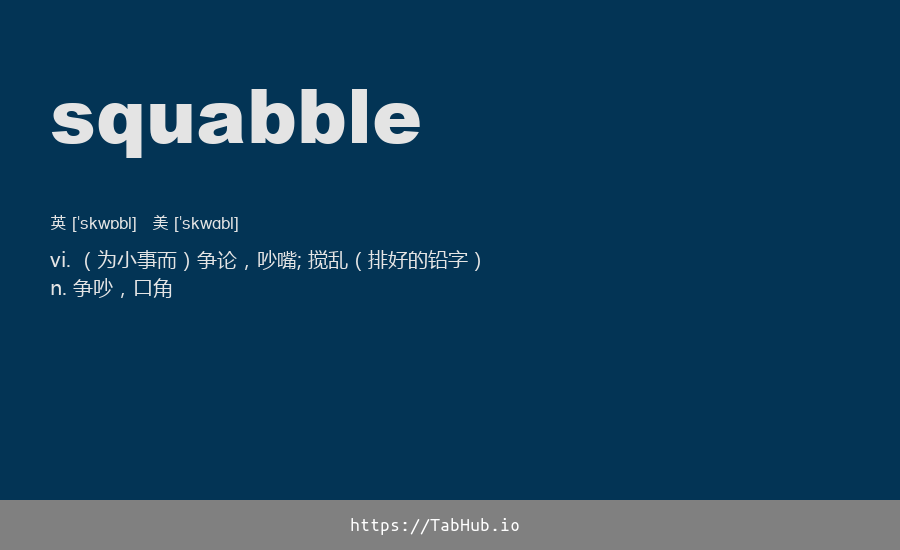 squabble
英 [ˈskwɒbl] 美 [ˈskwɑbl]
vi. （为小事而）争论，吵嘴; 搅乱（排好的铅字）
n. 争吵，口角
https://TabHub.io